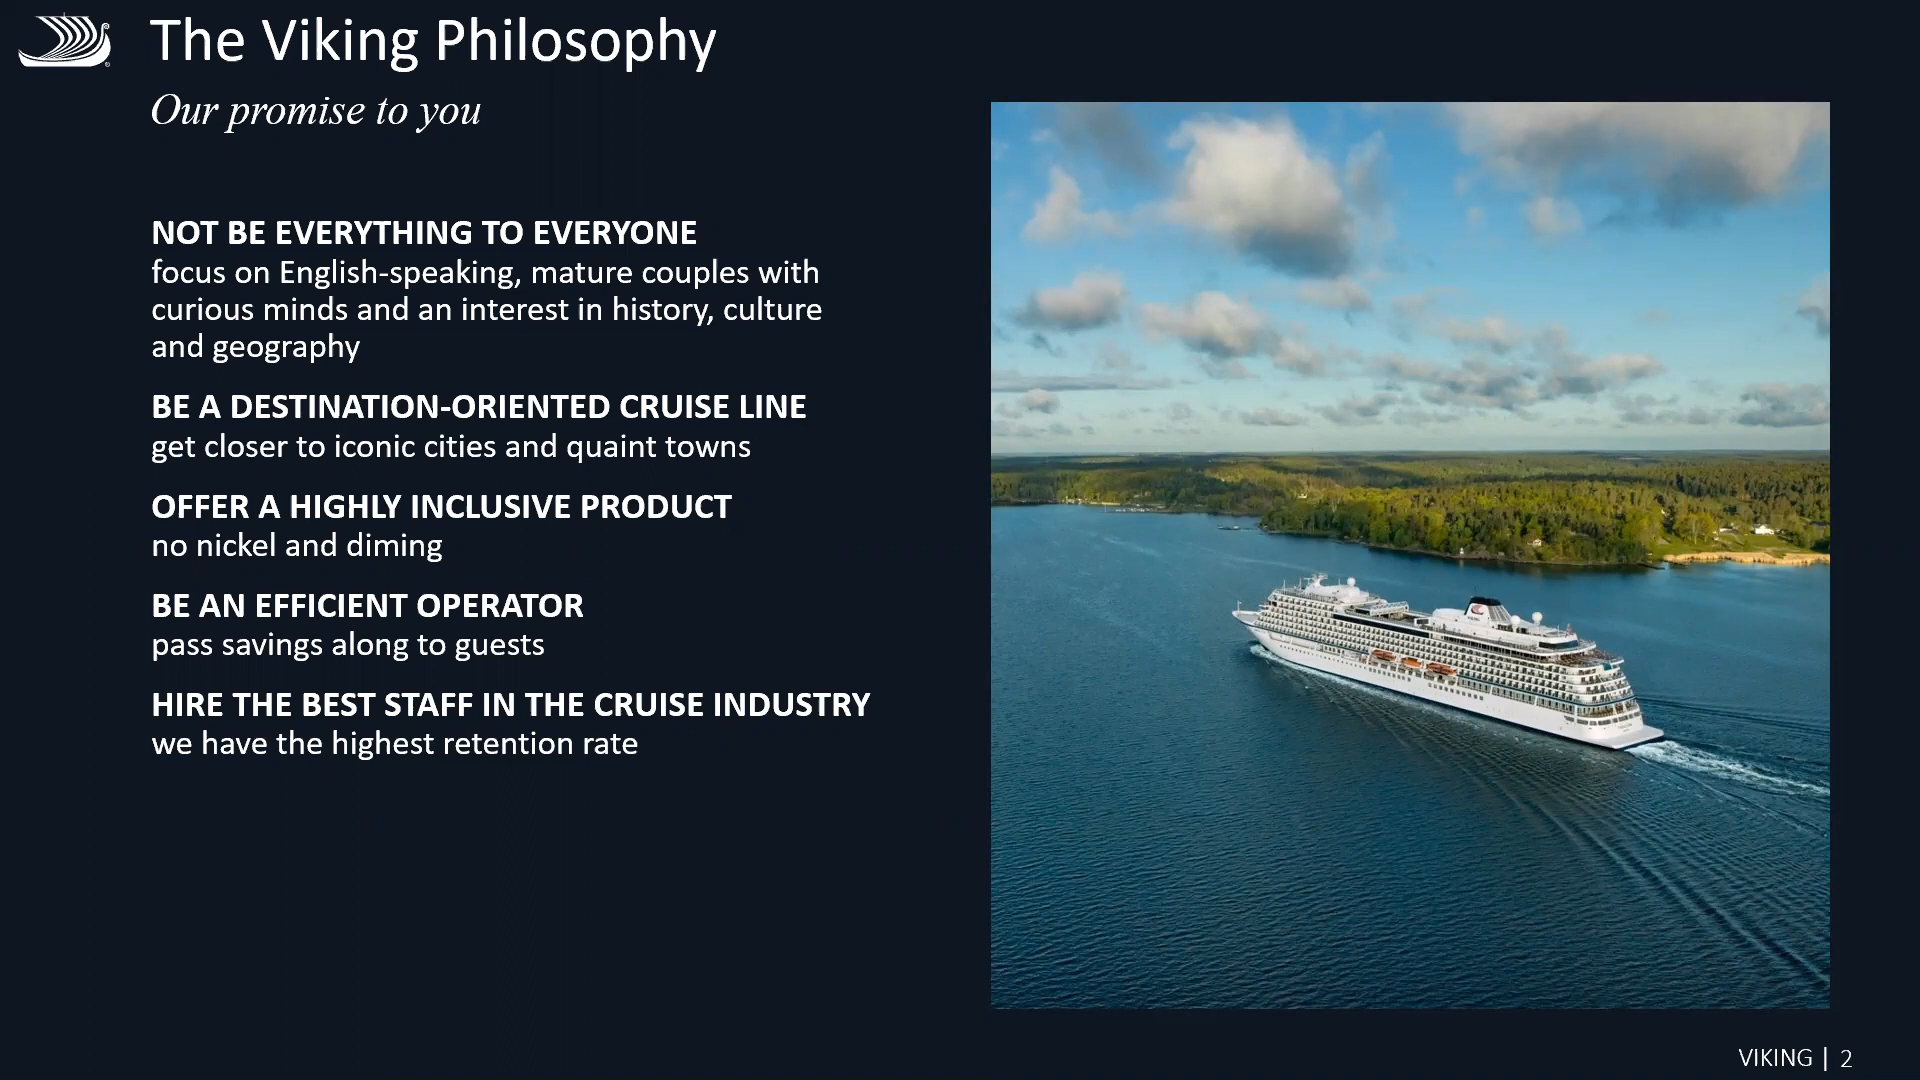 The Viking Philosophy
Our promise to you
NOT BE EVERYTHING TO EVERYONE
focus on English-speaking, mature couples with
curious minds and an interest in history, culture
and geography
BE A DESTINATION-ORIENTED CRUISE LINE
get closer to iconic cities and quaint towns
OFFER A HIGHLY INCLUSIVE PRODUCT
no nickel and diming
BE AN EFFICIENT OPERATOR
pass savings along to guests
HIRE THE BEST STAFF IN THE CRUISE INDUSTRY
we have the highest retention rate
VIKING | 2